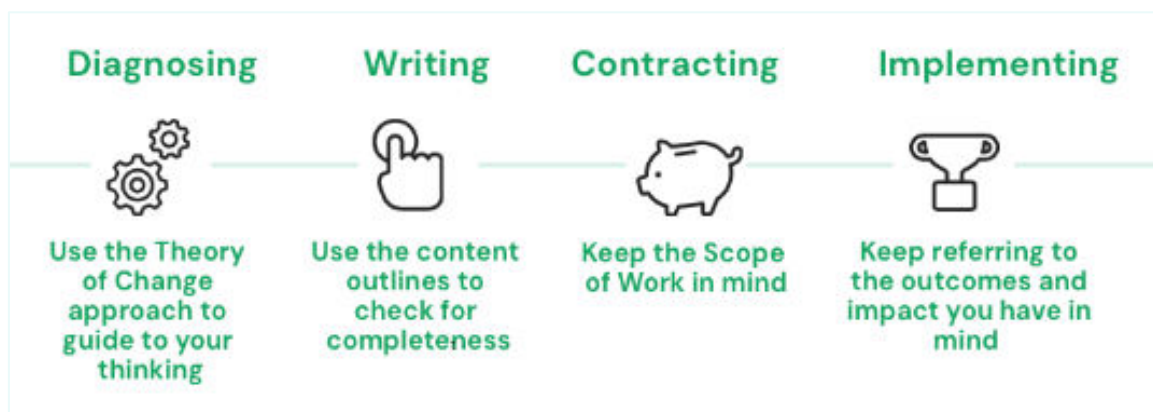 Diagnosing
Use the Theory
of Change
approach to
guide to your
thinking
Writing
Use the content
outlines to
check for
completeness
Contracting
Keep the Scope
of Work in mind
Implementing
Keep referring to
the outcomes and
impact you have in
mind